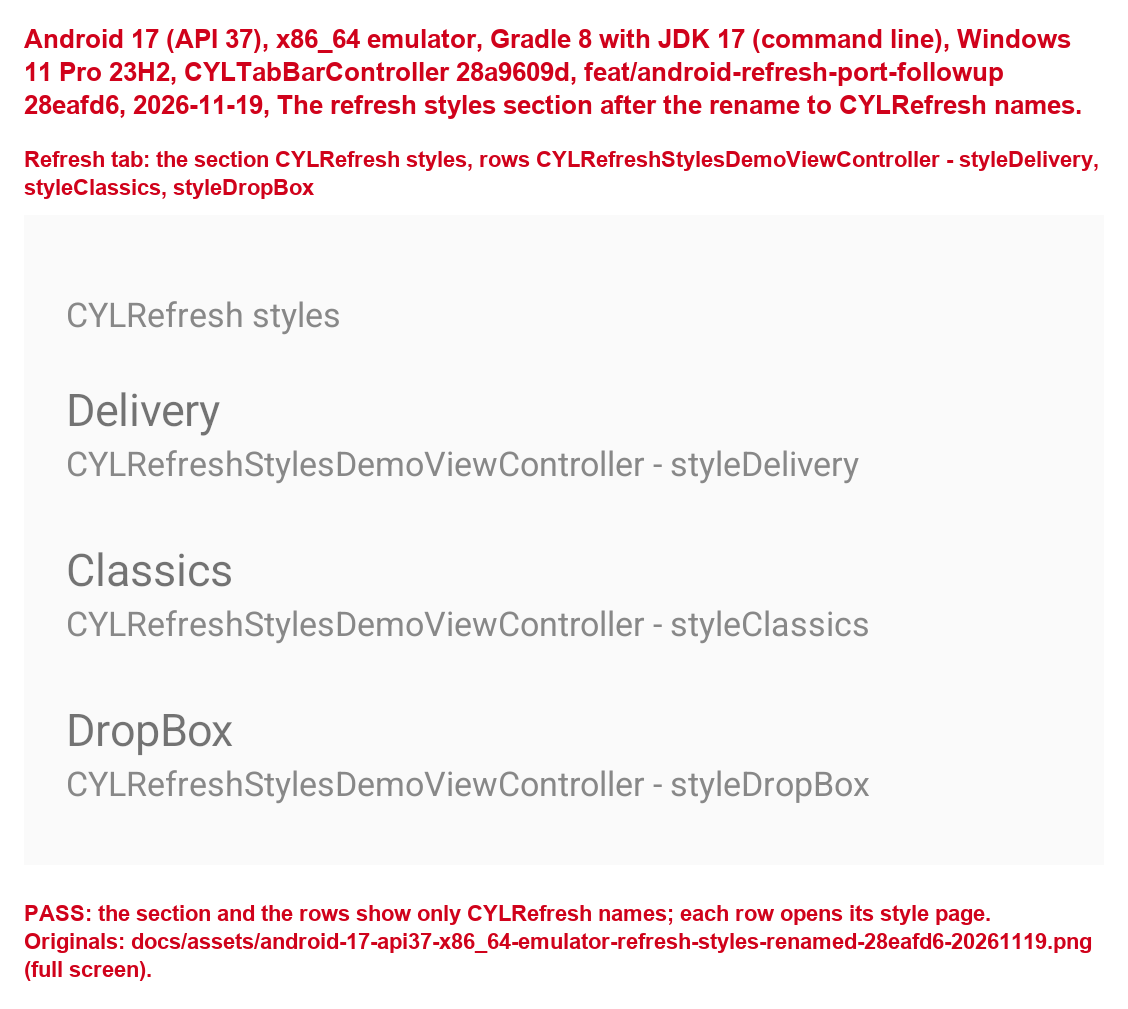 Android 17 (API 37), x86_64 emulator, Gradle 8 with JDK 17 (command line), Windows
11 Pro 23H2, CYLTabBarController 28a9609d, feat/android-refresh-port-followup
28eafd6, 2026-11-19, The refresh styles section after the rename to CYLRefresh names.
Refresh tab: the section CYLRefresh styles, rows CYLRefreshStylesDemoViewController - styleDelivery,
styleClassics, styleDropBox
CYLRefresh styles
Delivery
CYLRefreshStylesDemoViewController - styleDelivery
Classics
CYLRefreshStylesDemoViewController - styleClassics
DropBox
CYLRefreshStylesDemoViewController - styleDropBox
PASS: the section and the rows show only CYLRefresh names; each row opens its style page.
Originals: docs/assets/android-17-api37-x86_64-emulator-refresh-styles-renamed-28eafd6-20261119.png
(full screen).